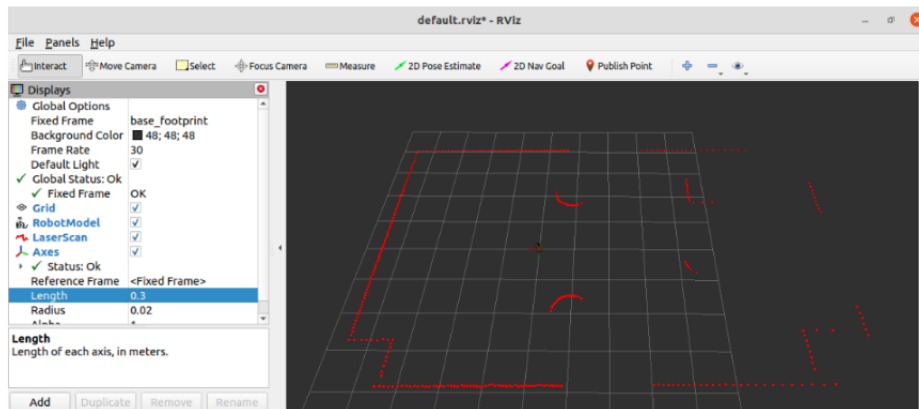 default.rviz* - RViz
File Panels Help
Interact Move Camera Select Focus Camera Measure 2D Pose Estimate 2D Nav Goal Publish Point
Displays
Global Options
Fixed Frame base_footprint
Background Color 48; 48; 48
Frame Rate 30
Default Light
Global Status: Ok
Fixed Frame OK
Grid
RobotModel
LaserScan
Axes
Status: Ok
Reference Frame <Fixed Frame>
Length 0.3
Radius 0.02
Length
Length of each axis, in meters.
Add Duplicate Remove Rename